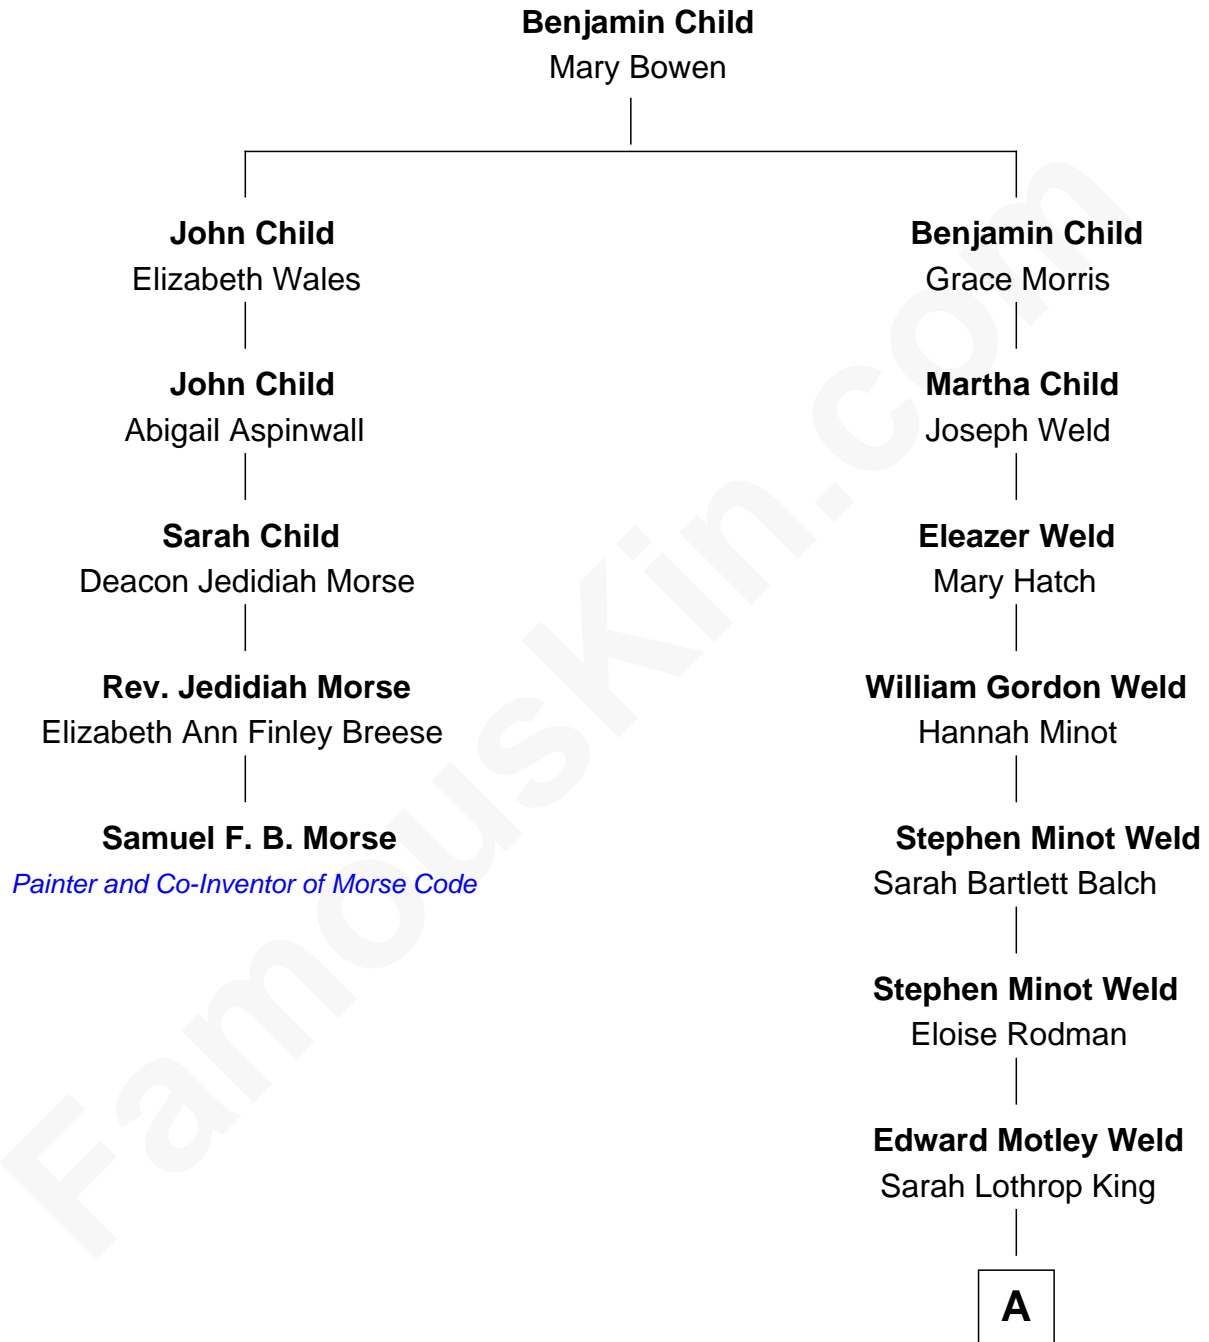 Benjamin Child
Mary Bowen
John Child
Elizabeth Wales
John Child
Abigail Aspinwall
Sarah Child
Deacon Jedidiah Morse
Rev. Jedidiah Morse
Elizabeth Ann Finley Breese
Samuel F. B. Morse
Painter and Co-Inventor of Morse Code
Benjamin Child
Grace Morris
Martha Child
Joseph Weld
Eleazer Weld
Mary Hatch
William Gordon Weld
Hannah Minot
Stephen Minot Weld
Sarah Bartlett Balch
Stephen Minot Weld
Eloise Rodman
Edward Motley Weld
Sarah Lothrop King
A
FamousKin.com